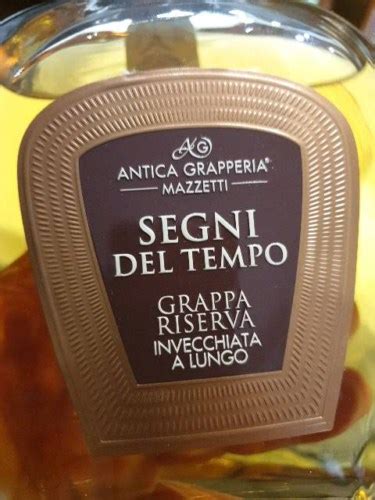 AG
ANTICA GRAPPERIA®
MAZZETTI
SEGNI
DEL TEMPO
GRAPPA
RISERVA
INVECCHIATA
A LUNGO